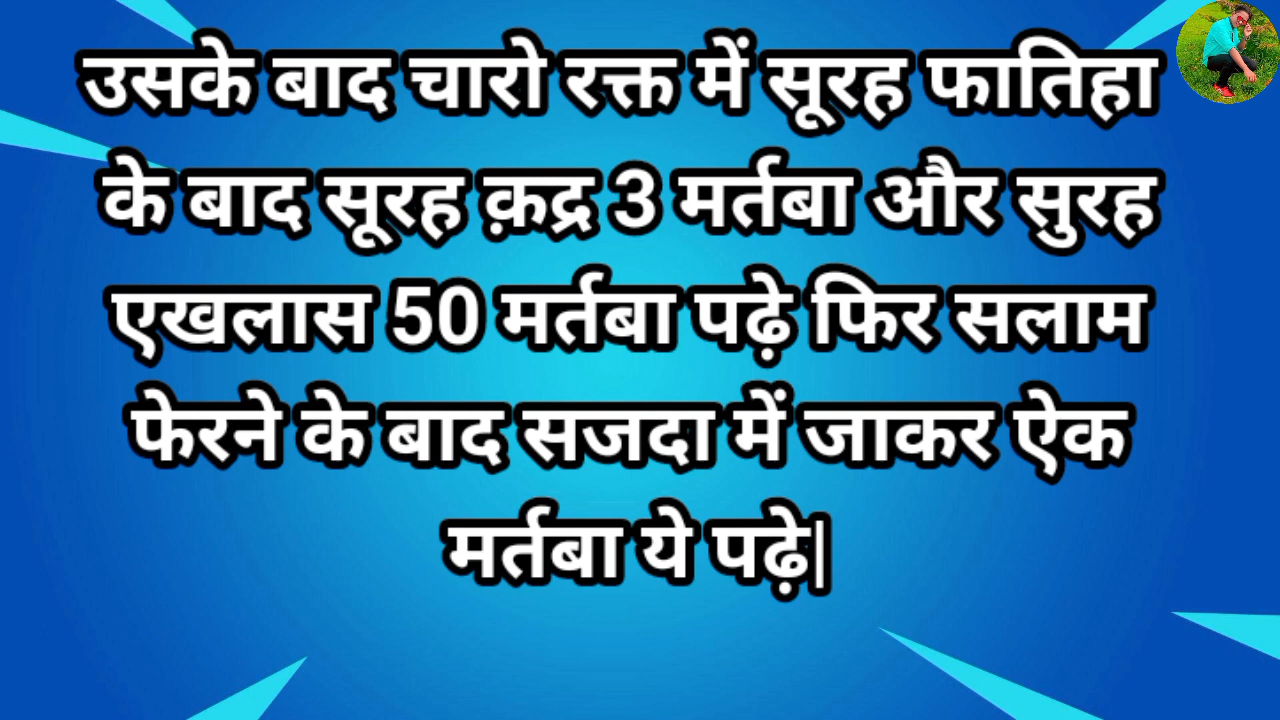 उसके बाद चारो रक्त में सूरह फातिहा
के बाद सूरह क़द्र 3 मर्तबा और सुरह
एखलास 50 मर्तबा पढ़े फिर सलाम
फेरने के बाद सजदा में जाकर ऐक
मर्तबा ये पढ़े|